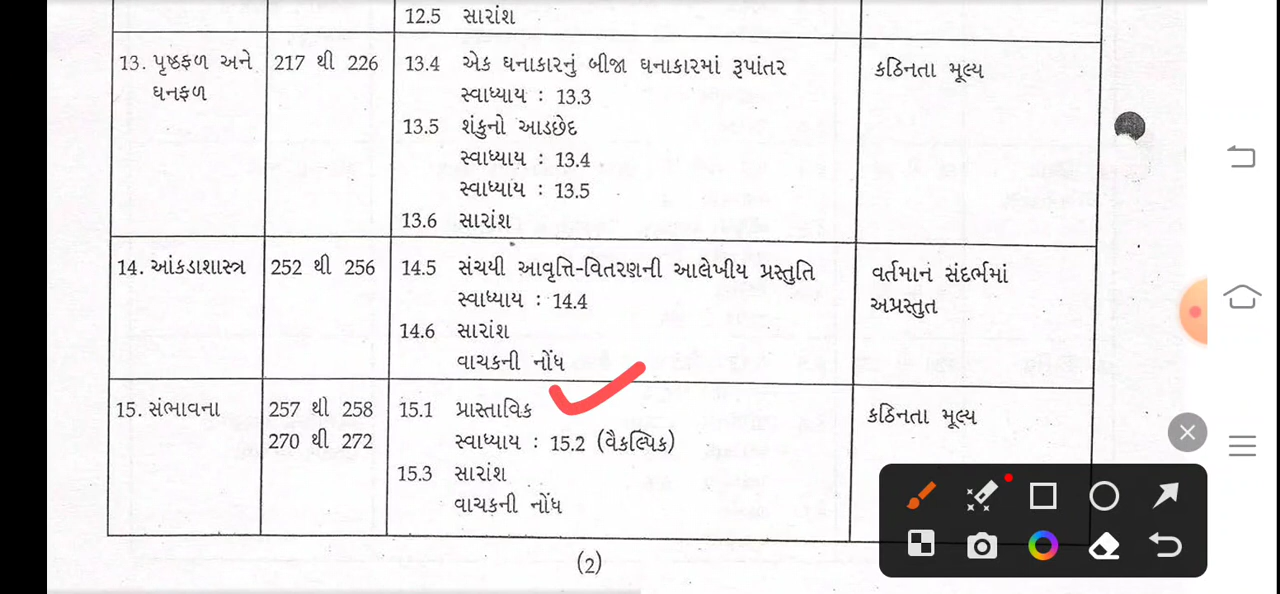 12.5 સારાંશ
13. પૃષ્ઠફળ અને 217 થી 226 13.4 એક ઘનાકારનું બીજા ઘનાકારમાં રૂપાંતર કઠિનતા મૂલ્ય
ઘનફળ સ્વાધ્યાય : 13.3
13.5 શંકુનો આડછેદ
સ્વાધ્યાય : 13.4
સ્વાધ્યાય : 13.5
13.6 સારાંશ
14. આંકડાશાસ્ત્ર 252 થી 256 14.5 સંચયી આવૃત્તિ-વિતરણની આલેખીય પ્રસ્તુતિ વર્તમાન સંદર્ભમાં
સ્વાધ્યાય : 14.4 અપ્રસ્તુત
14.6 સારાંશ
વાચકની નોંધ
15. સંભાવના 257 થી 258 15.1 પ્રાસ્તાવિક કઠિનતા મૂલ્ય
270 થી 272 સ્વાધ્યાય : 15.2 (વૈકલ્પિક)
15.3 સારાંશ
વાચકની નોંધ
(2)